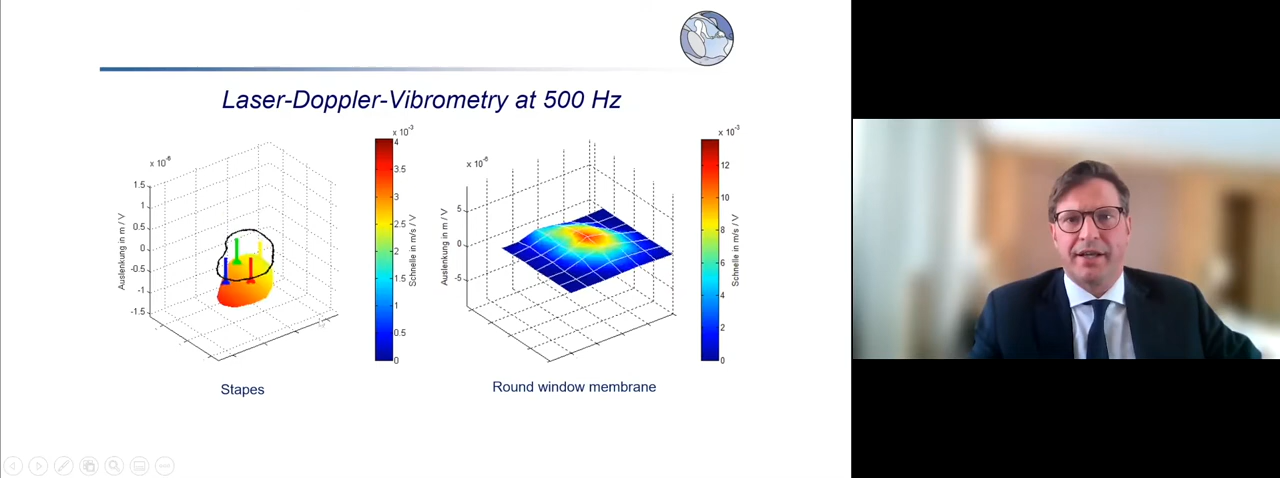 Laser-Doppler-Vibrometry at 500 Hz
x 10⁻⁶
1.5
1
0.5
0
-0.5
-1
-1.5
Auslenkung in m / V
x 10⁻³
4
3.5
3
2.5
2
1.5
1
0.5
0
Schnelle in m/s / V
Stapes
5
0
-5
Auslenkung in m / V
x 10⁻³
12
10
8
6
4
2
0
Schnelle in m/s / V
Round window membrane